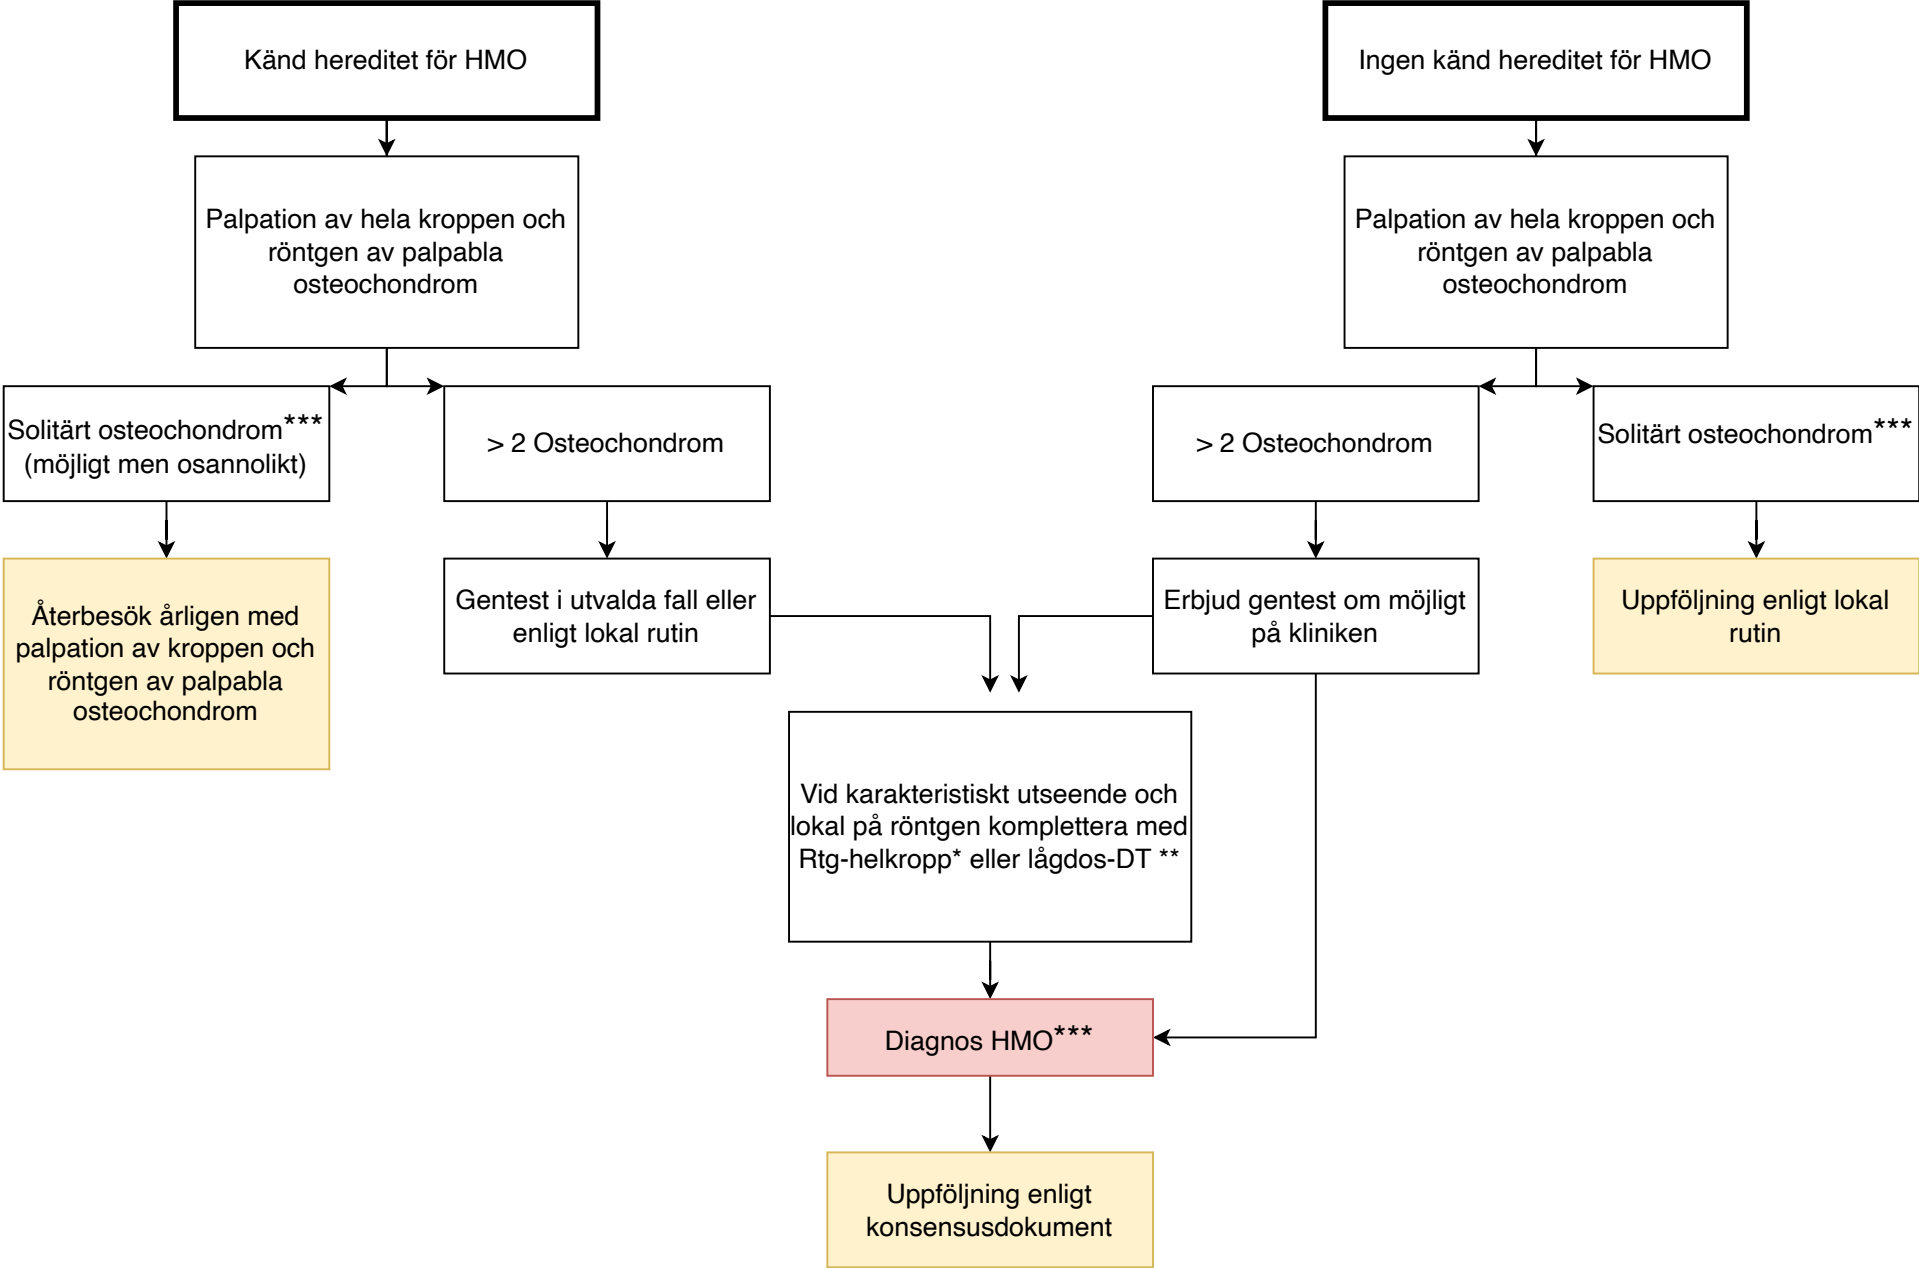 Känd hereditet för HMO
Ingen känd hereditet för HMO
Palpation av hela kroppen och
röntgen av palpabla
osteochondrom
Palpation av hela kroppen och
röntgen av palpabla
osteochondrom
Solitärt osteochondrom***
(möjligt men osannolikt)
> 2 Osteochondrom
> 2 Osteochondrom
Solitärt osteochondrom***
Återbesök årligen med
palpation av kroppen och
röntgen av palpabla
osteochondrom
Gentest i utvalda fall eller
enligt lokal rutin
Erbjud gentest om möjligt
på kliniken
Uppföljning enligt lokal
rutin
Vid karakteristiskt utseende och
lokal på röntgen komplettera med
Rtg-helkropp* eller lågdos-DT **
Diagnos HMO***
Uppföljning enligt
konsensusdokument